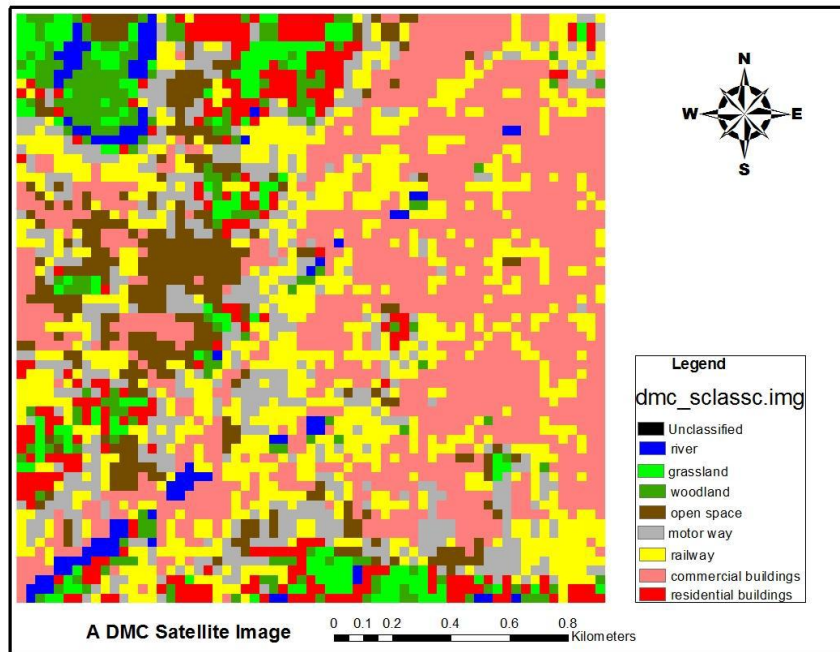 N
W E
S
Legend
dmc_sclassc.img
Unclassified
river
grassland
woodland
open space
motor way
railway
commercial buildings
residential buildings
A DMC Satellite Image
0 0.1 0.2 0.4 0.6 0.8
Kilometers